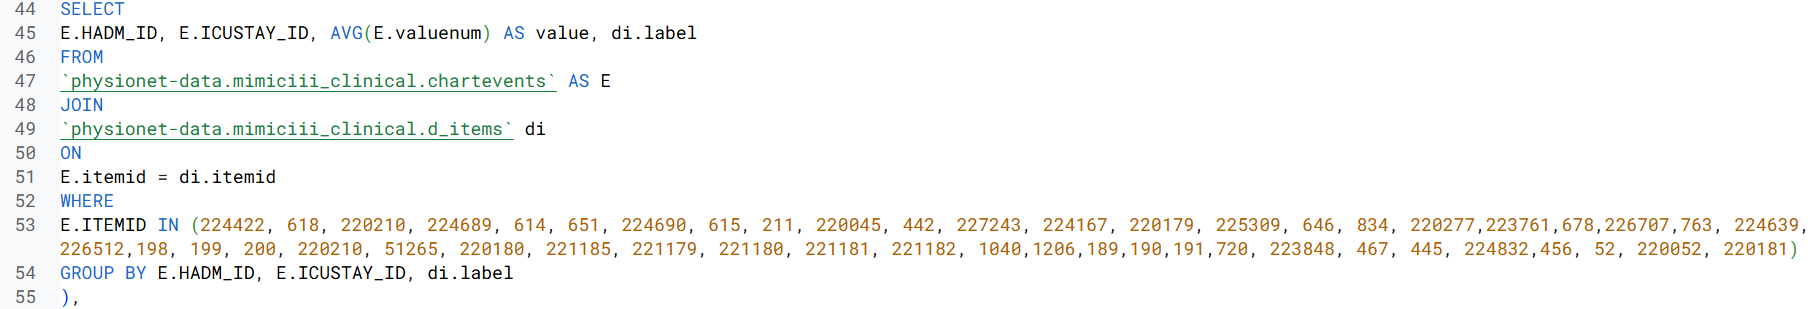 44 SELECT
45 E.HADM_ID, E.ICUSTAY_ID, AVG(E.valuenum) AS value, di.label
46 FROM
47 `physionet-data.mimiciii_clinical.chartevents` AS E
48 JOIN
49 `physionet-data.mimiciii_clinical.d_items` di
50 ON
51 E.itemid = di.itemid
52 WHERE
53 E.ITEMID IN (224422, 618, 220210, 224689, 614, 651, 224690, 615, 211, 220045, 442, 227243, 224167, 220179, 225309, 646, 834, 220277,223761,678,226707,763, 224639,
226512,198, 199, 200, 220210, 51265, 220180, 221185, 221179, 221180, 221181, 221182, 1040,1206,189,190,191,720, 223848, 467, 445, 224832,456, 52, 220052, 220181)
54 GROUP BY E.HADM_ID, E.ICUSTAY_ID, di.label
55 ),